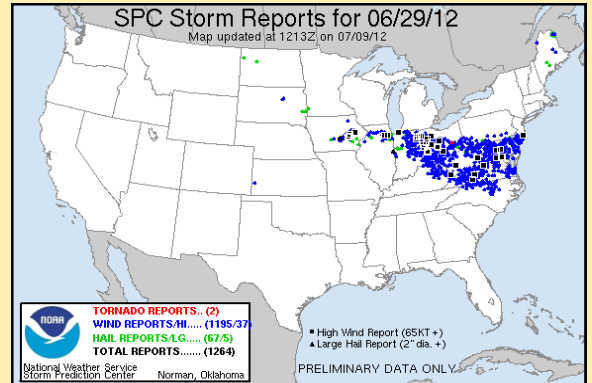 SPC Storm Reports for 06/29/12
Map updated at 1213Z on 07/09/12
TORNADO REPORTS.. (2)
WIND REPORTS/HI..... (1195/37)
HAIL REPORTS/LG..... (67/5)
TOTAL REPORTS....... (1264)
NOAA
National Weather Service
Storm Prediction Center Norman, Oklahoma
High Wind Report (65KT +)
Large Hail Report (2" dia. +)
PRELIMINARY DATA ONLY